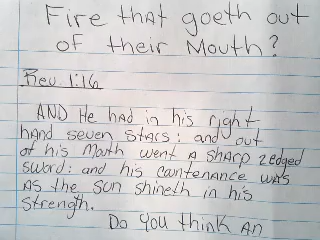 Fire that goeth out
of their Mouth?
Rev. 1:16
AND He had in his right
hand seven stars: and out
of his Mouth went A sharp 2edged
sword: and his countenance was
as the sun shineth in his
strength.
Do you think AN